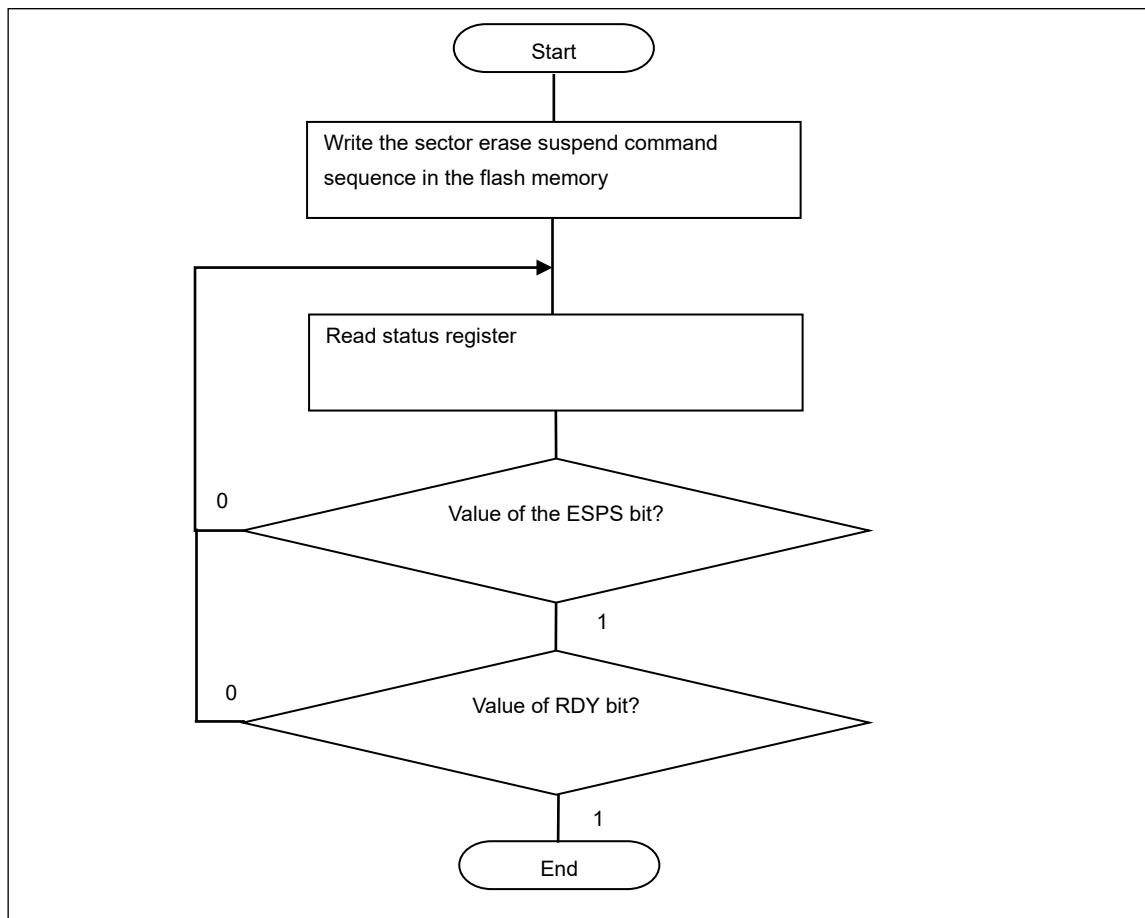 Start
Write the sector erase suspend command
sequence in the flash memory
Read status register
0
Value of the ESPS bit?
1
0
Value of RDY bit?
1
End